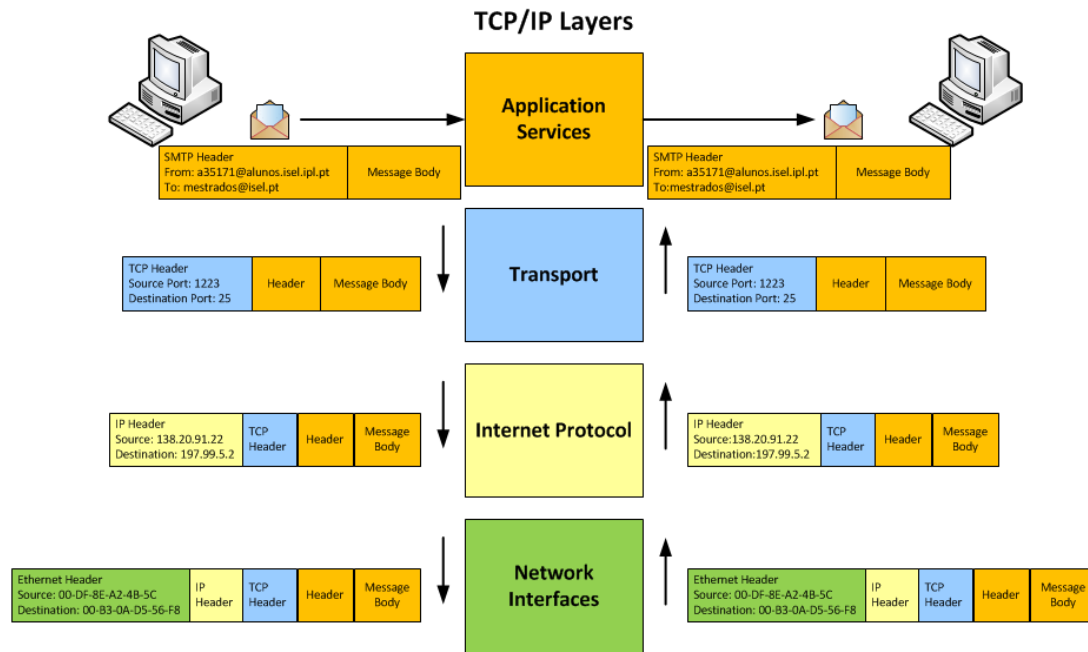 TCP/IP Layers
Application
Services
SMTP Header
From: a35171@alunos.isel.ipl.pt
To: mestrados@isel.pt
Message Body
SMTP Header
From: a35171@alunos.isel.ipl.pt
To:mestrados@isel.pt
Message Body
Transport
TCP Header
Source Port: 1223
Destination Port: 25
Header
Message Body
TCP Header
Source Port: 1223
Destination Port: 25
Header
Message Body
Internet Protocol
IP Header
Source: 138.20.91.22
Destination: 197.99.5.2
TCP
Header
Header
Message
Body
IP Header
Source:138.20.91.22
Destination:197.99.5.2
TCP
Header
Header
Message
Body
Network
Interfaces
Ethernet Header
Source: 00-DF-8E-A2-4B-5C
Destination: 00-B3-0A-D5-56-F8
IP
Header
TCP
Header
Header
Message
Body
Ethernet Header
Source: 00-DF-8E-A2-4B-5C
Destination: 00-B3-0A-D5-56-F8
IP
Header
TCP
Header
Header
Message
Body